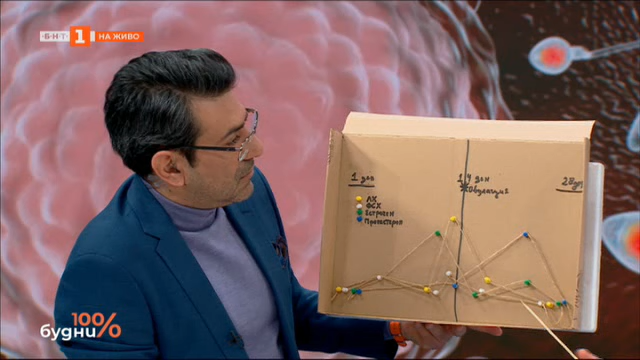 БНТ 1 НА ЖИВО
1 ден
14 ден
Овулация
28 ден
ЛХ
ФСХ
Естроген
Прогестерон
100%
будни